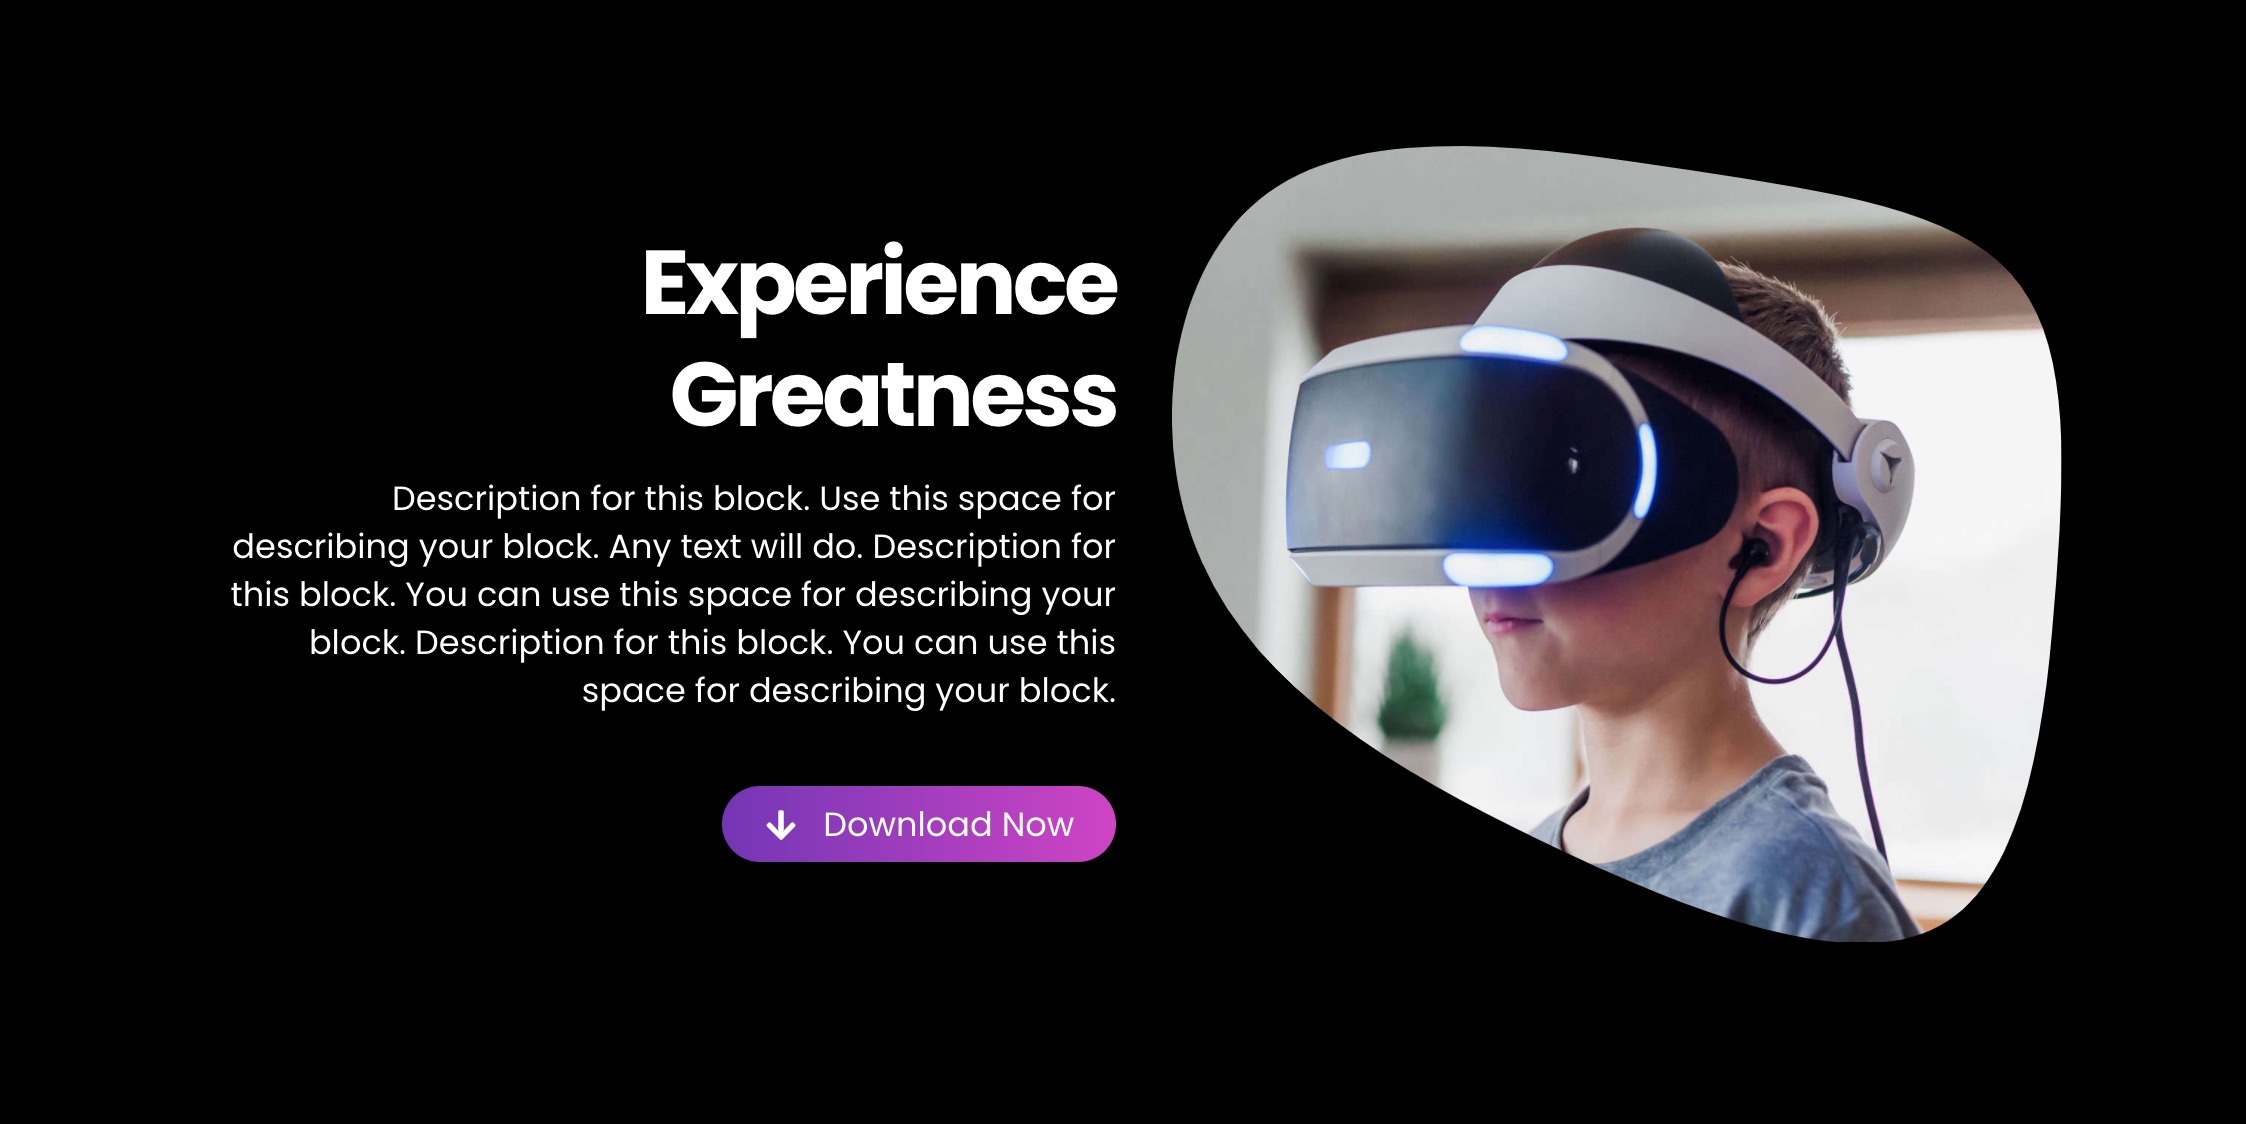 Experience
Greatness
Description for this block. Use this space for
describing your block. Any text will do. Description for
this block. You can use this space for describing your
block. Description for this block. You can use this
space for describing your block.
Download Now